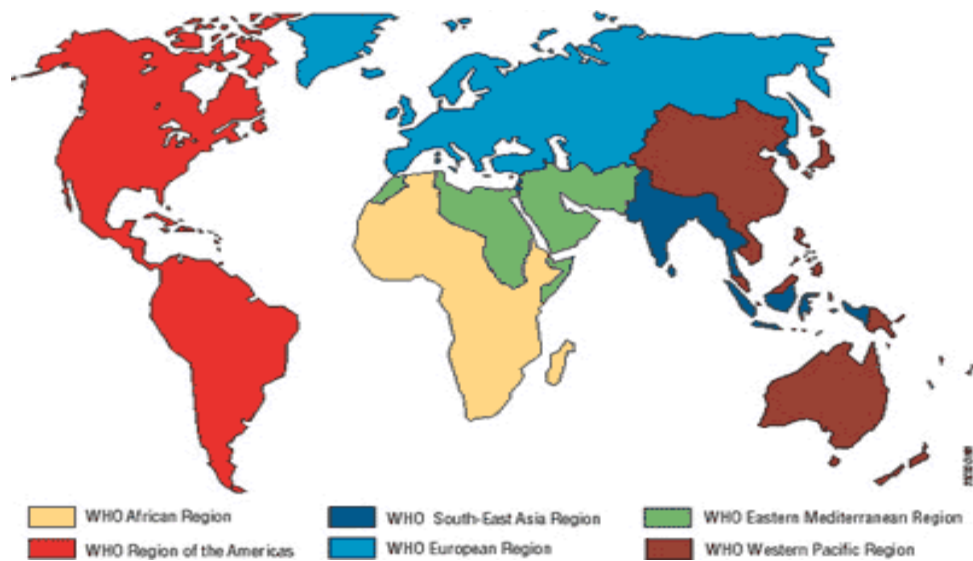 WHO African Region
WHO South-East Asia Region
WHO Eastern Mediterranean Region
WHO Region of the Americas
WHO European Region
WHO Western Pacific Region